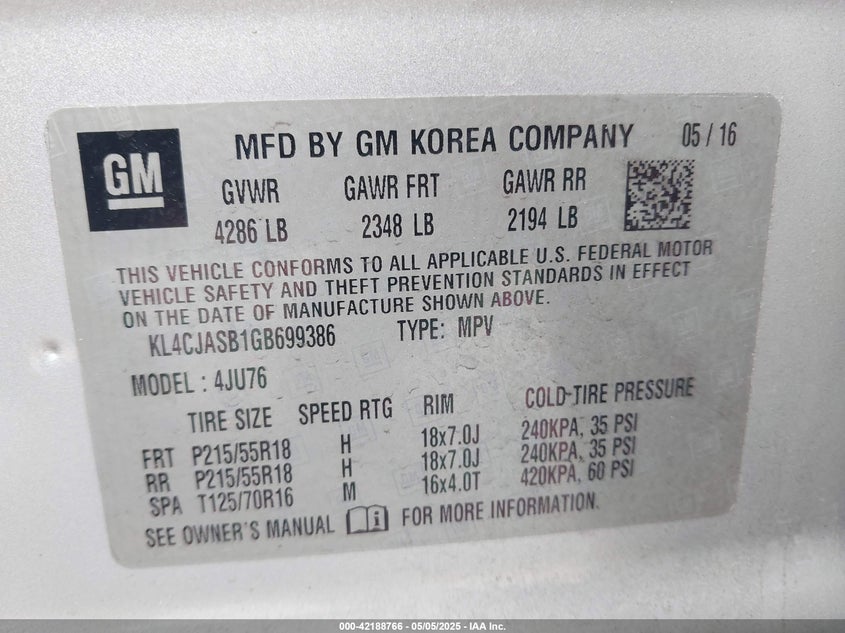 GM
MFD BY GM KOREA COMPANY 05 / 16
GVWR GAWR FRT GAWR RR
4286 LB 2348 LB 2194 LB
THIS VEHICLE CONFORMS TO ALL APPLICABLE U.S. FEDERAL MOTOR
VEHICLE SAFETY AND THEFT PREVENTION STANDARDS IN EFFECT
ON THE DATE OF MANUFACTURE SHOWN ABOVE.
KL4CJASB1GB699386 TYPE: MPV
MODEL : 4JU76
TIRE SIZE SPEED RTG RIM COLD-TIRE PRESSURE
FRT P215/55R18 H 18x7.0J 240KPA, 35 PSI
RR P215/55R18 H 18x7.0J 240KPA, 35 PSI
SPA T125/70R16 M 16x4.0T 420KPA, 60 PSI
SEE OWNER'S MANUAL i FOR MORE INFORMATION.
000-42188766 - 05/05/2025 - IAA Inc.